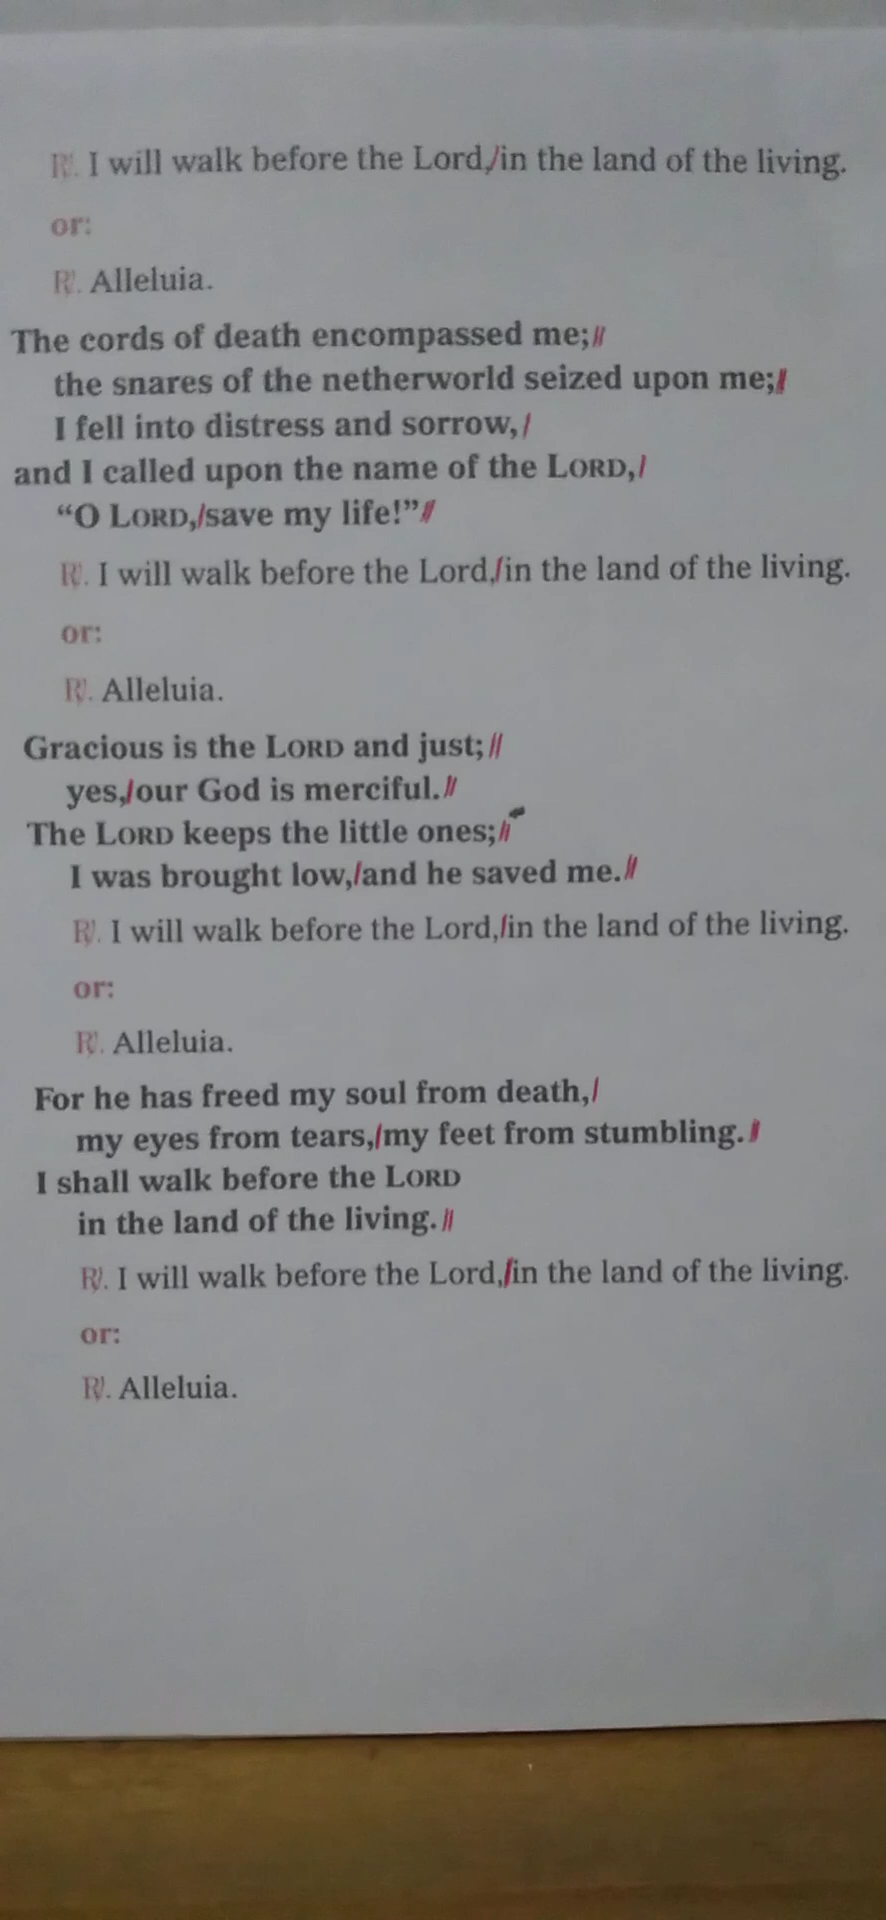 ℟. I will walk before the Lord,/in the land of the living.
or:
℟. Alleluia.
The cords of death encompassed me;//
the snares of the netherworld seized upon me;//
I fell into distress and sorrow,/
and I called upon the name of the LORD,/
“O LORD,/save my life!”//
℟. I will walk before the Lord,/in the land of the living.
or:
℟. Alleluia.
Gracious is the LORD and just;//
yes,/our God is merciful.//
The LORD keeps the little ones;//
I was brought low,/and he saved me.//
℟. I will walk before the Lord,/in the land of the living.
or:
℟. Alleluia.
For he has freed my soul from death,/
my eyes from tears,/my feet from stumbling.//
I shall walk before the LORD
in the land of the living.//
℟. I will walk before the Lord,/in the land of the living.
or:
℟. Alleluia.